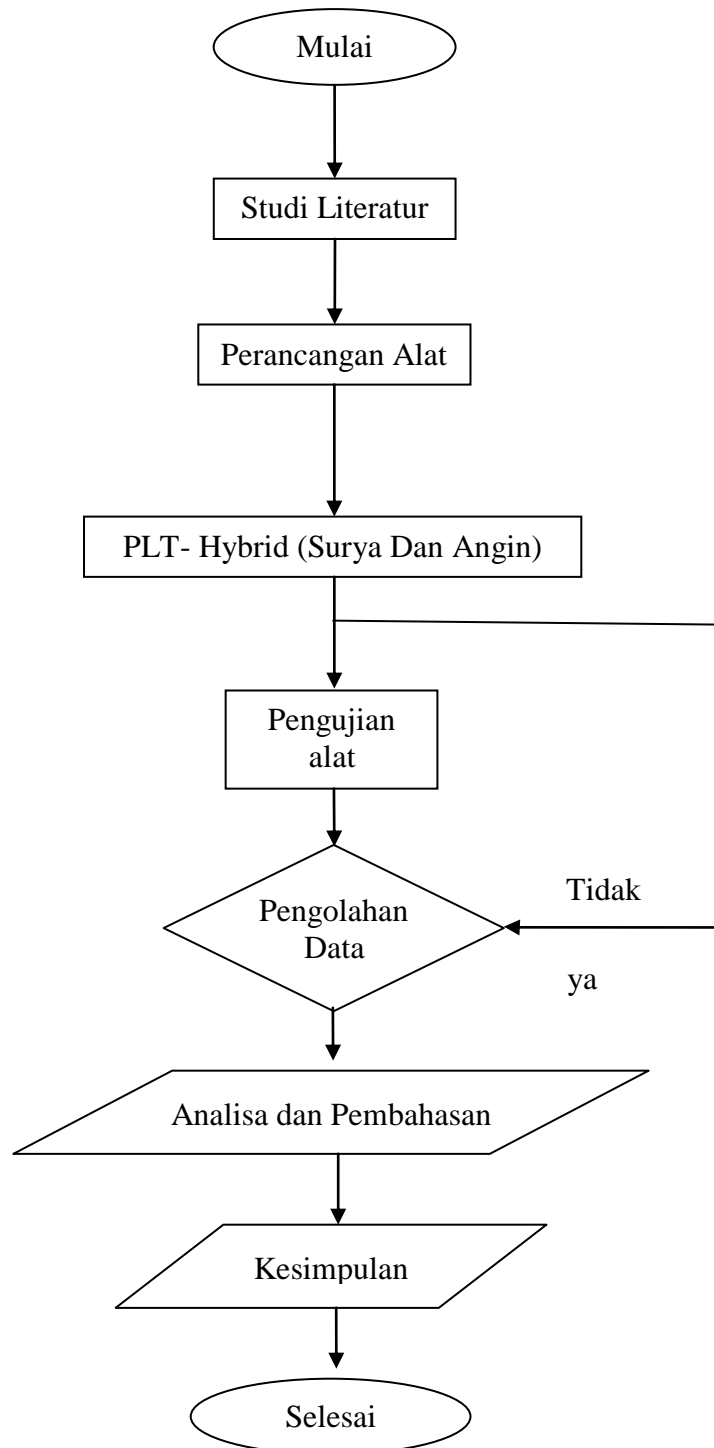 Mulai
Studi Literatur
Perancangan Alat
PLT- Hybrid (Surya Dan Angin)
Pengujian
alat
Tidak
Pengolahan
Data
ya
Analisa dan Pembahasan
Kesimpulan
Selesai